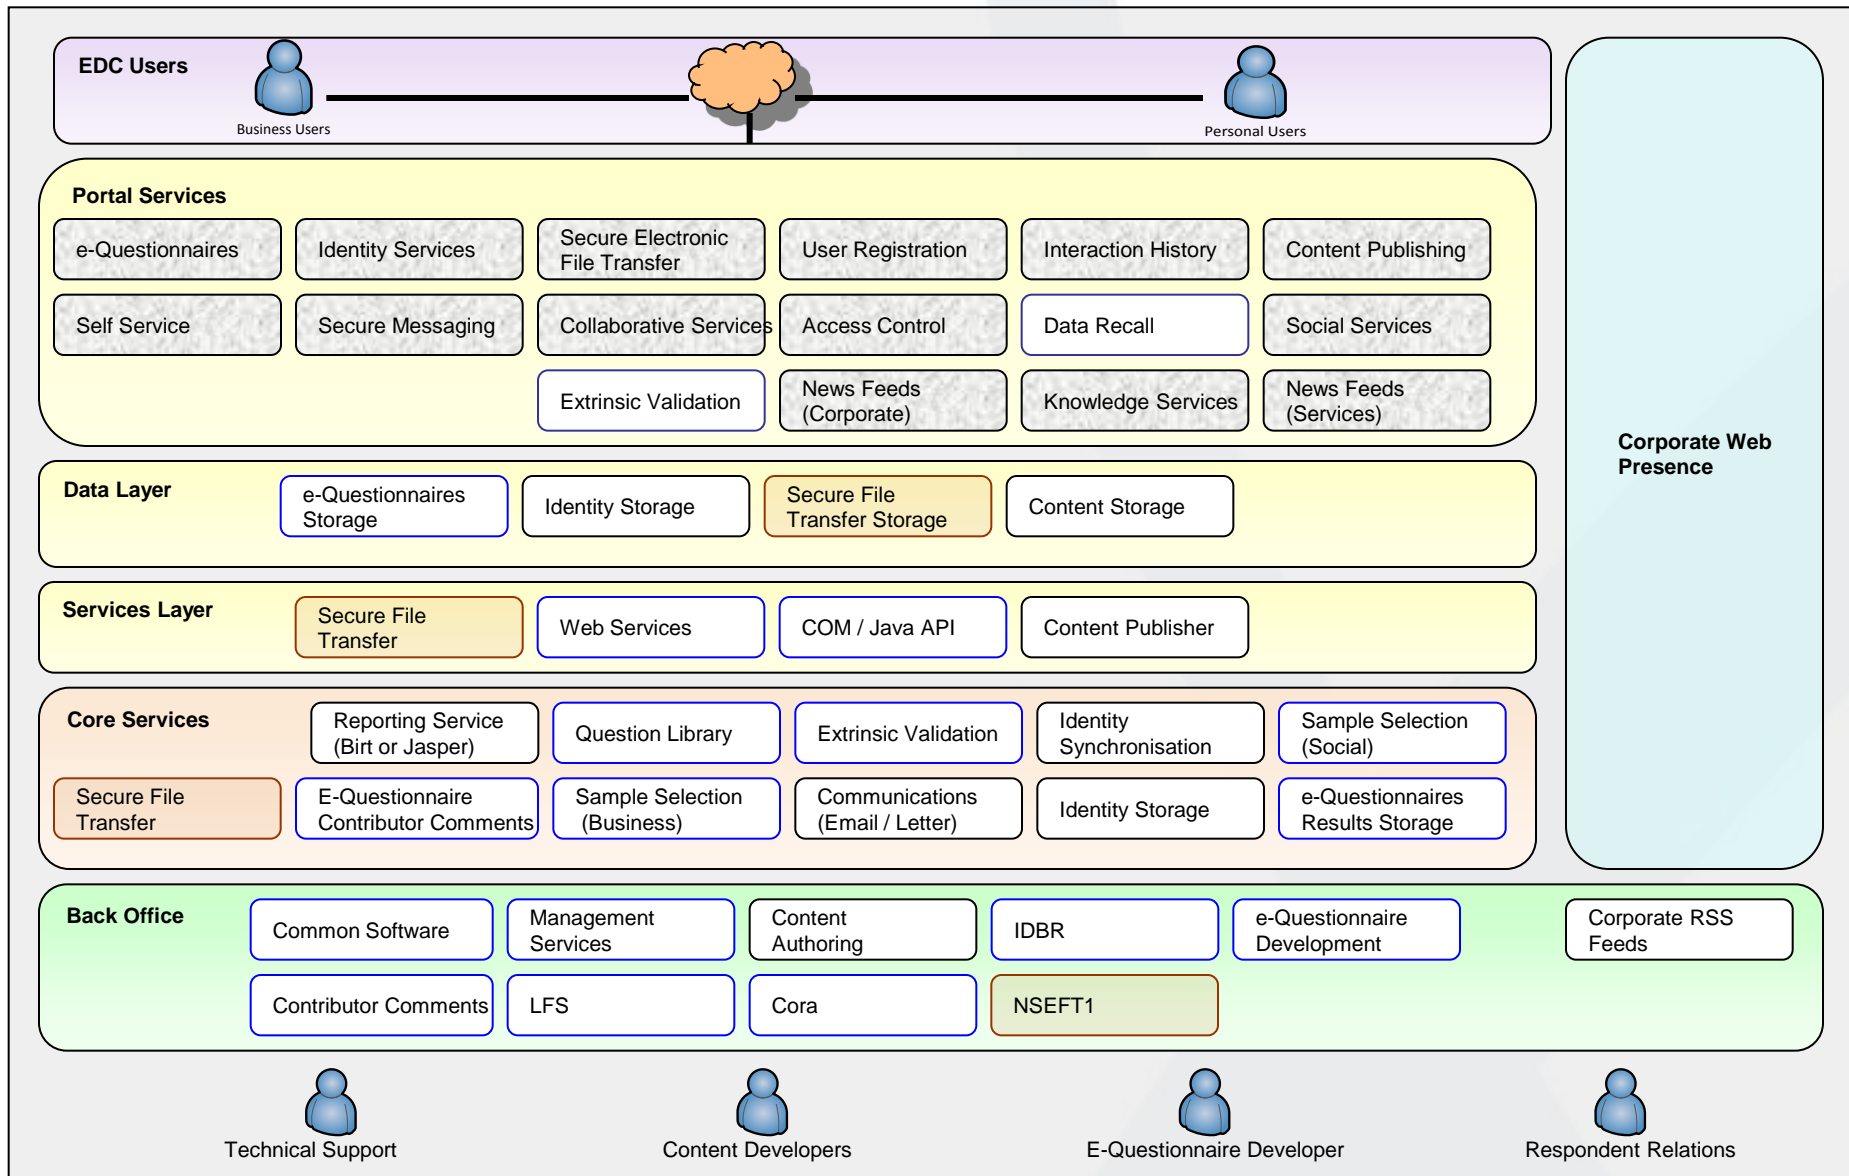 EDC Users
Business Users
Personal Users
Portal Services
e-Questionnaires
Identity Services
Secure Electronic
File Transfer
User Registration
Interaction History
Content Publishing
Self Service
Secure Messaging
Collaborative Services
Access Control
Data Recall
Social Services
Extrinsic Validation
News Feeds
(Corporate)
Knowledge Services
News Feeds
(Services)
Corporate Web
Presence
Data Layer
e-Questionnaires
Storage
Identity Storage
Secure File
Transfer Storage
Content Storage
Services Layer
Secure File
Transfer
Web Services
COM / Java API
Content Publisher
Core Services
Reporting Service
(Birt or Jasper)
Question Library
Extrinsic Validation
Identity
Synchronisation
Sample Selection
(Social)
Secure File
Transfer
E-Questionnaire
Contributor Comments
Sample Selection
(Business)
Communications
(Email / Letter)
Identity Storage
e-Questionnaires
Results Storage
Back Office
Common Software
Management
Services
Content
Authoring
IDBR
e-Questionnaire
Development
Corporate RSS
Feeds
Contributor Comments
LFS
Cora
NSEFT1
Technical Support
Content Developers
E-Questionnaire Developer
Respondent Relations